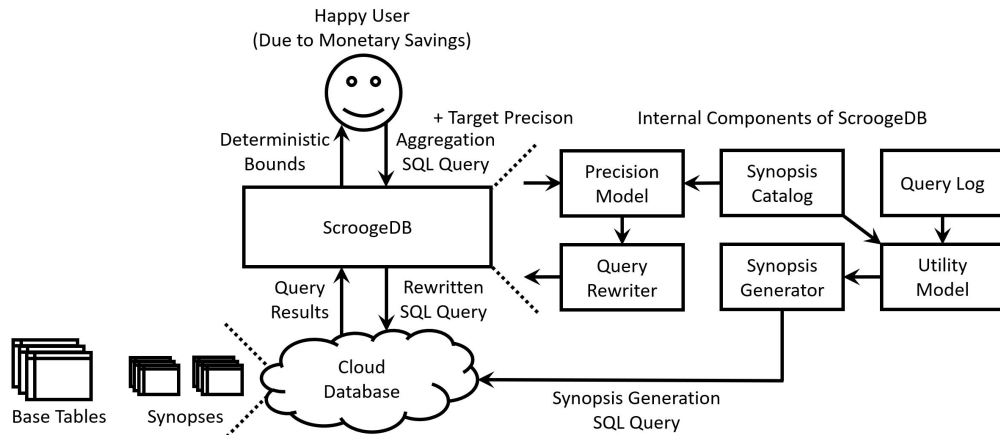 Happy User
(Due to Monetary Savings)
+ Target Precison
Internal Components of ScroogeDB
Deterministic
Bounds
Aggregation
SQL Query
Precision
Model
Synopsis
Catalog
Query Log
ScroogeDB
Query
Rewriter
Synopsis
Generator
Utility
Model
Query
Results
Rewritten
SQL Query
Cloud
Database
Base Tables
Synopses
Synopsis Generation
SQL Query